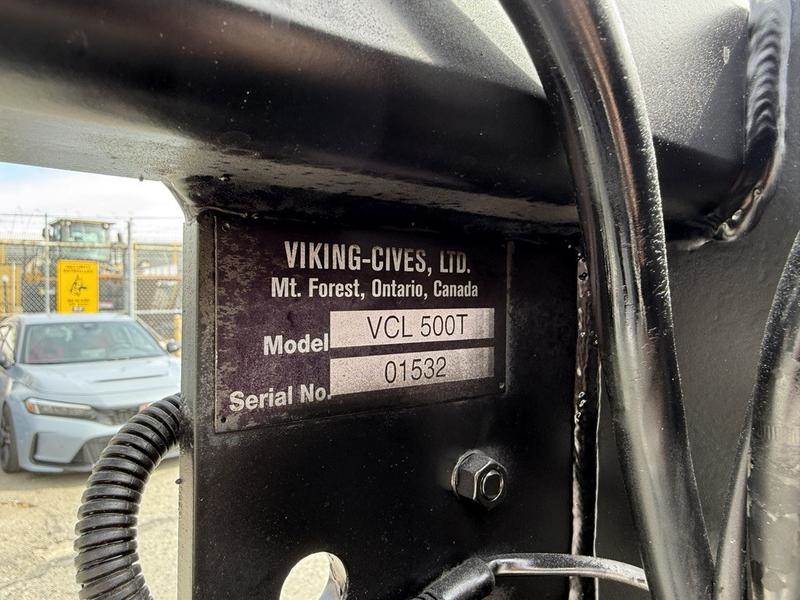 VIKING-CIVES, LTD.
Mt. Forest, Ontario, Canada
Model VCL 500T
Serial No. 01532